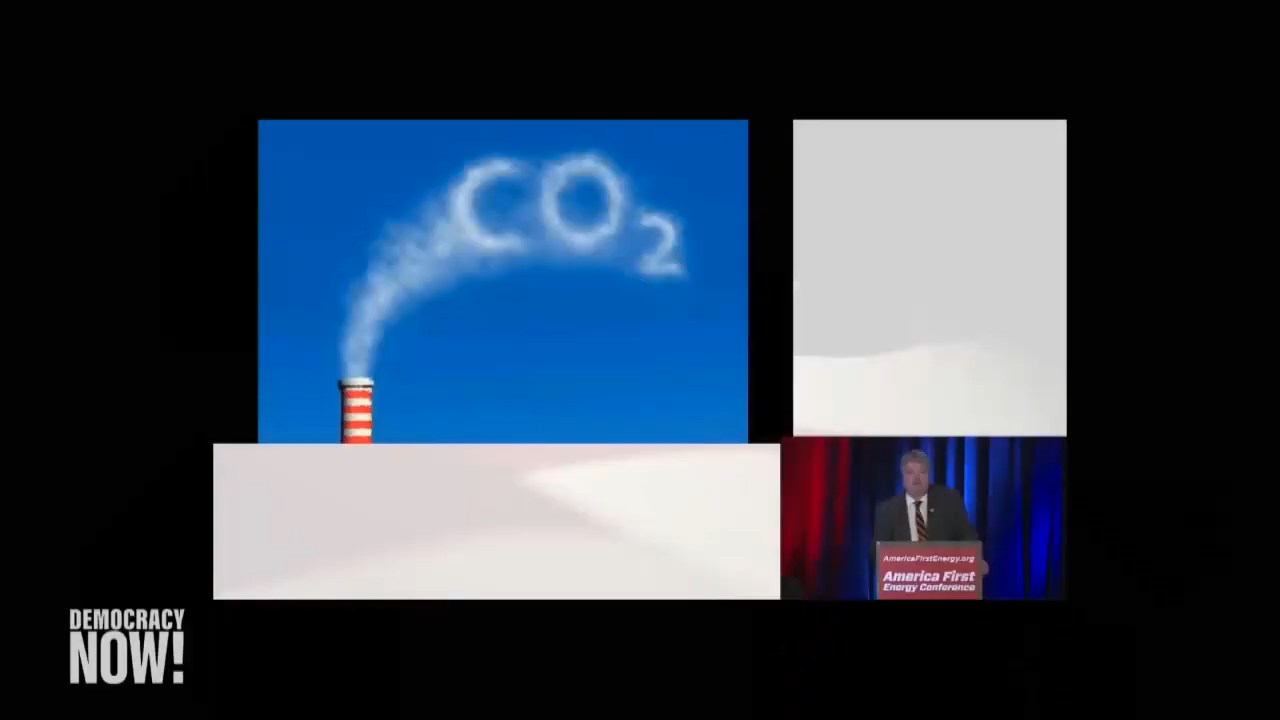 CO₂
AmericaFirstEnergy.org
America First
Energy Conference
DEMOCRACY
NOW!